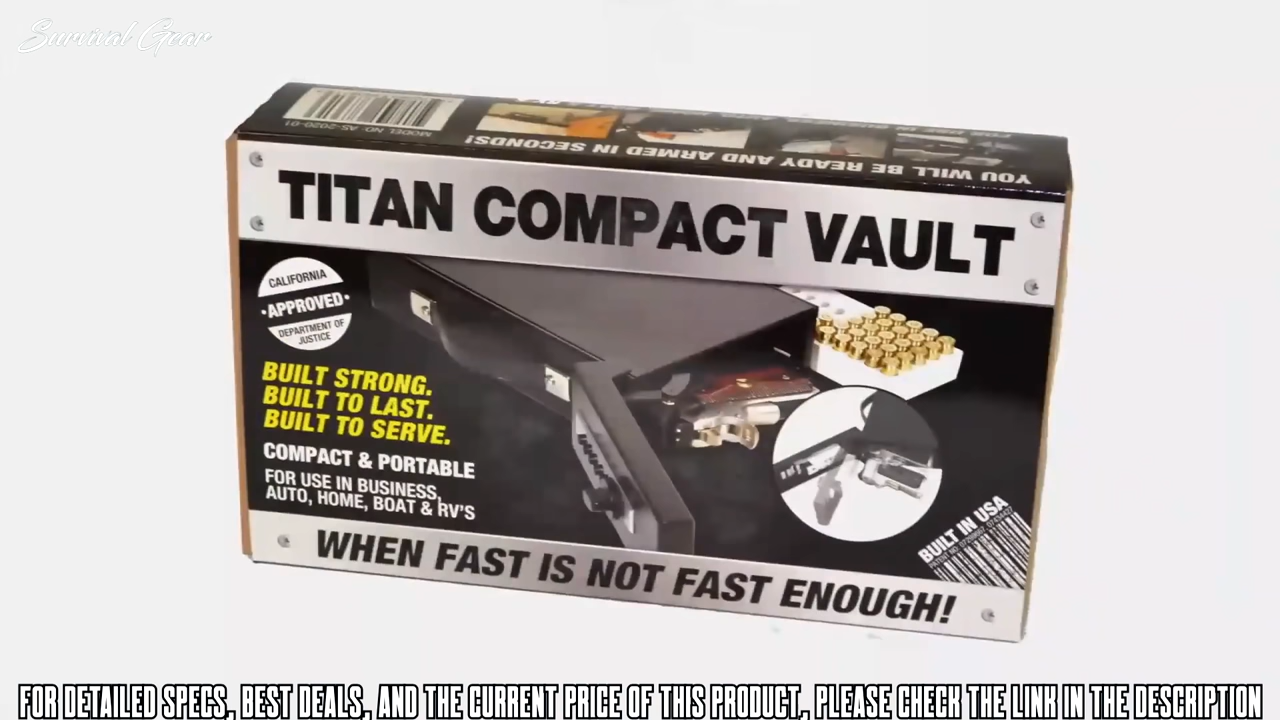 Survival Gear
MODEL NO. AS-2020-01
YOU WILL BE READY AND ARMED IN SECONDS!
TITAN COMPACT VAULT
CALIFORNIA
•APPROVED•
DEPARTMENT OF
JUSTICE
BUILT STRONG.
BUILT TO LAST.
BUILT TO SERVE.
COMPACT & PORTABLE
FOR USE IN BUSINESS,
AUTO, HOME, BOAT & RV'S
BUILT IN USA
WHEN FAST IS NOT FAST ENOUGH!
FOR DETAILED SPECS, BEST DEALS, AND THE CURRENT PRICE OF THIS PRODUCT, PLEASE CHECK THE LINK IN THE DESCRIPTION